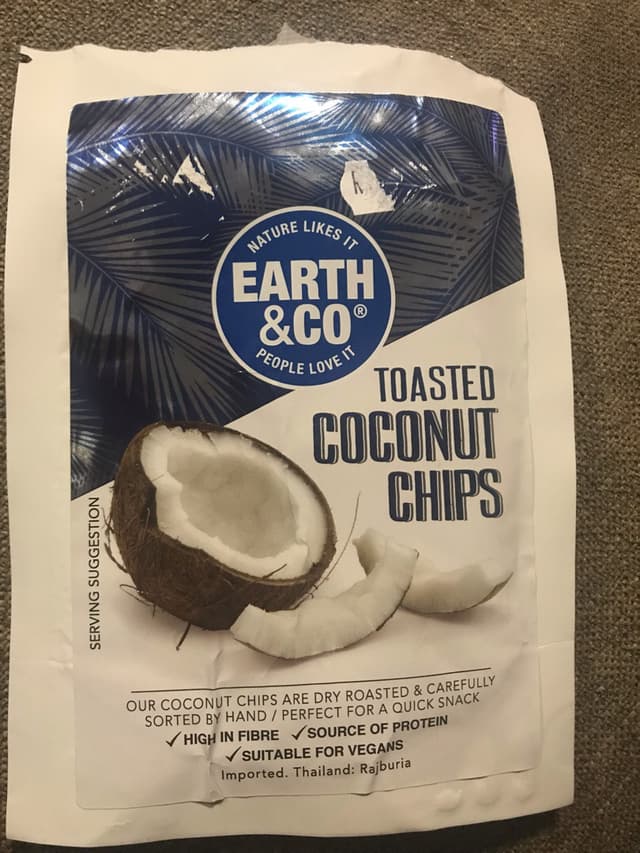 NATURE LIKES IT
EARTH
&CO®
PEOPLE LOVE IT
TOASTED
COCONUT
CHIPS
SERVING SUGGESTION
OUR COCONUT CHIPS ARE DRY ROASTED & CAREFULLY
SORTED BY HAND / PERFECT FOR A QUICK SNACK
✓ HIGH IN FIBRE ✓ SOURCE OF PROTEIN
✓ SUITABLE FOR VEGANS
Imported. Thailand: Rajburia